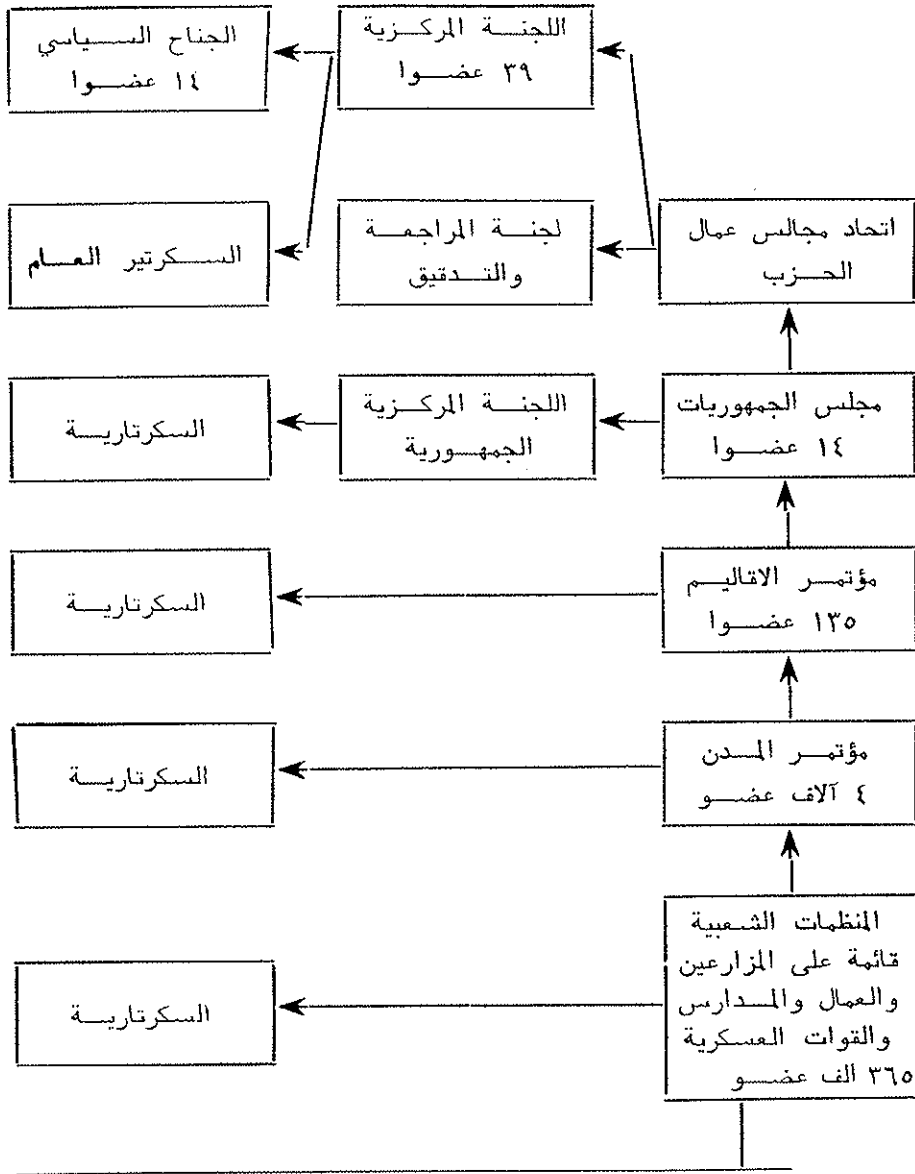 اللجنة المركزية
٣٩ عضوا
الجناح السياسي
١٤ عضوا
اتحاد مجالس عمال
الحزب
لجنة المراجعة
والتدقيق
السكرتير العام
مجلس الجمهوريات
١٤ عضوا
اللجنة المركزية
الجمهورية
السكرتارية
مؤتمر الاقاليم
١٣٥ عضوا
السكرتارية
مؤتمر المدن
٤ آلاف عضو
السكرتارية
المنظمات الشعبية
قائمة على المزارعين
والعمال والمدارس
والقوات العسكرية
٣٦٥ الف عضو
السكرتارية